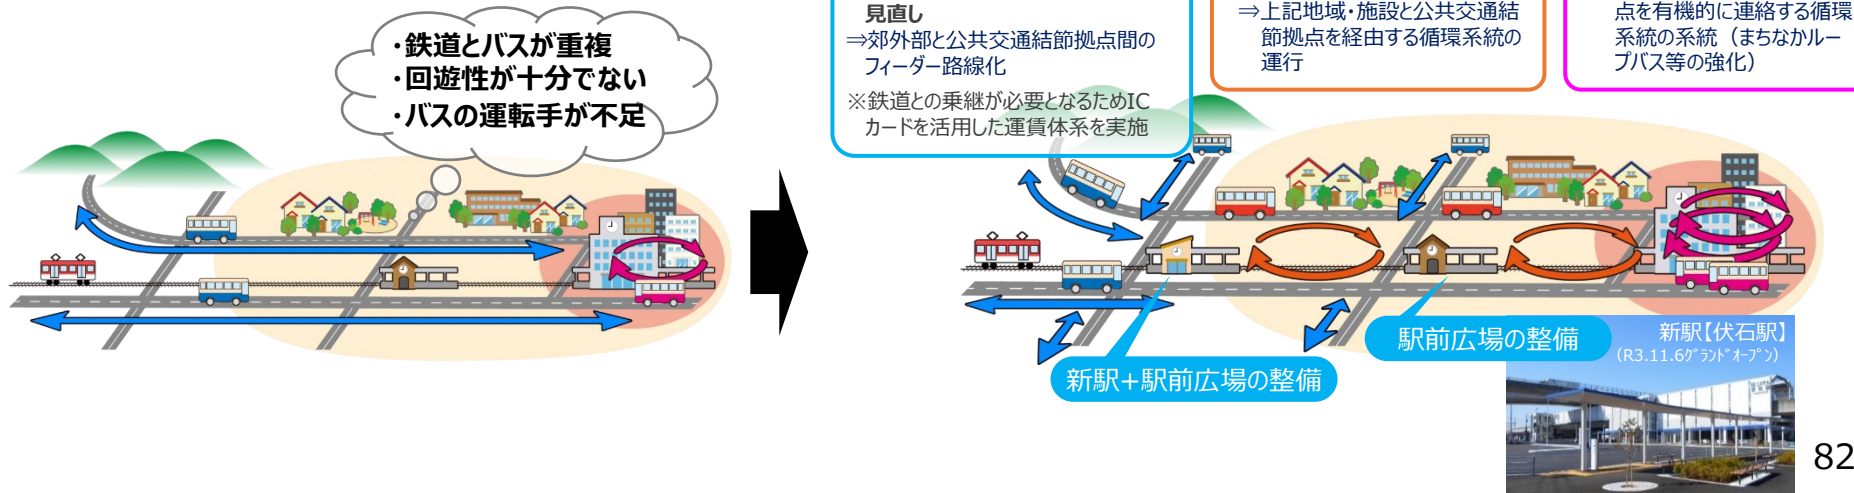 ・鉄道とバスが重複
・回遊性が十分でない
・バスの運転手が不足
見直し
⇒郊外部と公共交通結節拠点間の
フィーダー路線化
※鉄道との乗継が必要となるためIC
カードを活用した運賃体系を実施
⇒上記地域・施設と公共交通結
節拠点を経由する循環系統の
運行
点を有機的に連絡する循環
系統の系統（まちなかルー
プバス等の強化）
新駅+駅前広場の整備
駅前広場の整備
新駅【伏石駅】
（R3.11.6ｸﾞﾗﾝﾄﾞｵｰﾌﾟﾝ）
82